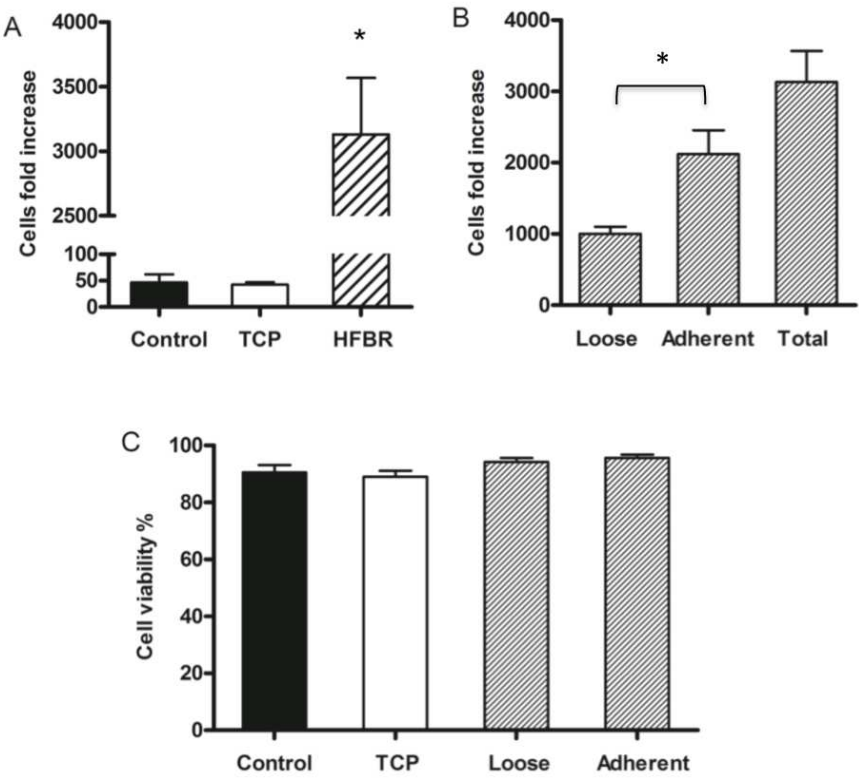 A
Cells fold increase
4000
3500
3000
2500
100
50
0
*
Control TCP HFBR
B
Cells fold increase
4000
3000
2000
1000
0
*
Loose Adherent Total
C
Cell viability %
100
80
60
40
20
0
Control TCP Loose Adherent